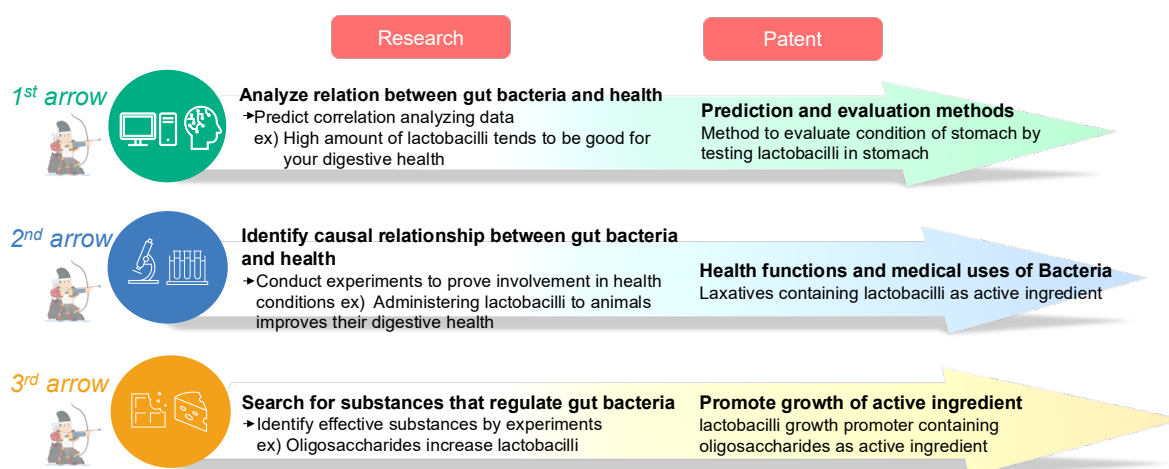 Research
Patent
1st arrow
Analyze relation between gut bacteria and health
→Predict correlation analyzing data
ex) High amount of lactobacilli tends to be good for
your digestive health
Prediction and evaluation methods
Method to evaluate condition of stomach by
testing lactobacilli in stomach
2nd arrow
Identify causal relationship between gut bacteria
and health
→Conduct experiments to prove involvement in health
conditions ex) Administering lactobacilli to animals
improves their digestive health
Health functions and medical uses of Bacteria
Laxatives containing lactobacilli as active ingredient
3rd arrow
Search for substances that regulate gut bacteria
→Identify effective substances by experiments
ex) Oligosaccharides increase lactobacilli
Promote growth of active ingredient
lactobacilli growth promoter containing
oligosaccharides as active ingredient